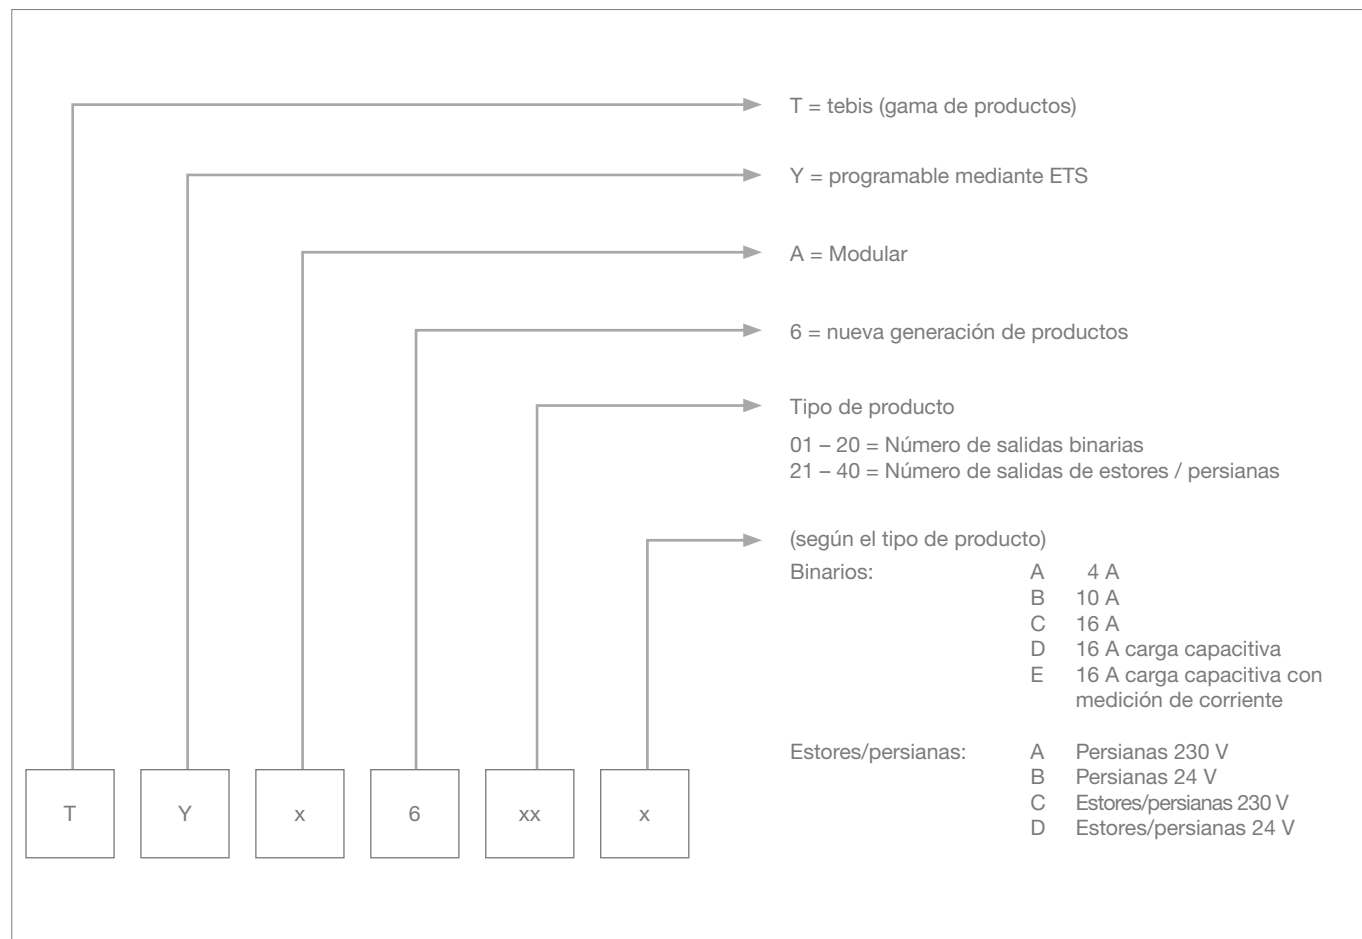 T = tebis (gama de productos)
Y = programable mediante ETS
A = Modular
6 = nueva generación de productos
Tipo de producto
01 – 20 = Número de salidas binarias
21 – 40 = Número de salidas de estores / persianas
(según el tipo de producto)
Binarios: A 4 A
B 10 A
C 16 A
D 16 A carga capacitiva
E 16 A carga capacitiva con
medición de corriente
Estores/persianas: A Persianas 230 V
B Persianas 24 V
C Estores/persianas 230 V
D Estores/persianas 24 V
T Y x 6 xx x